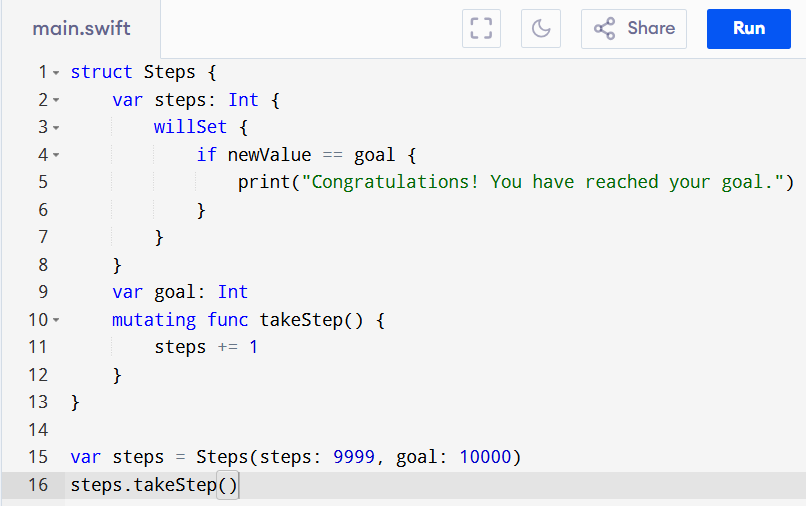 main.swift
Share
Run
1 struct Steps {
2 var steps: Int {
3 willSet {
4 if newValue == goal {
5 print("Congratulations! You have reached your goal.")
6 }
7 }
8 }
9 var goal: Int
10 mutating func takeStep() {
11 steps += 1
12 }
13 }
14
15 var steps = Steps(steps: 9999, goal: 10000)
16 steps.takeStep()